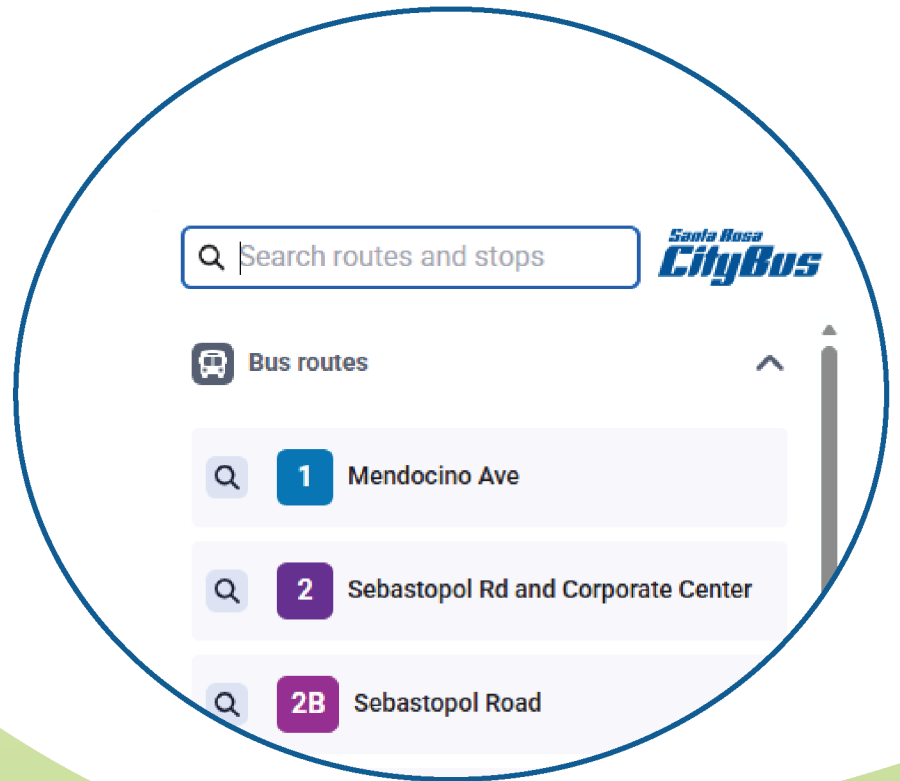 Search routes and stops
Santa Rosa
CityBus
Bus routes
1 Mendocino Ave
2 Sebastopol Rd and Corporate Center
2B Sebastopol Road